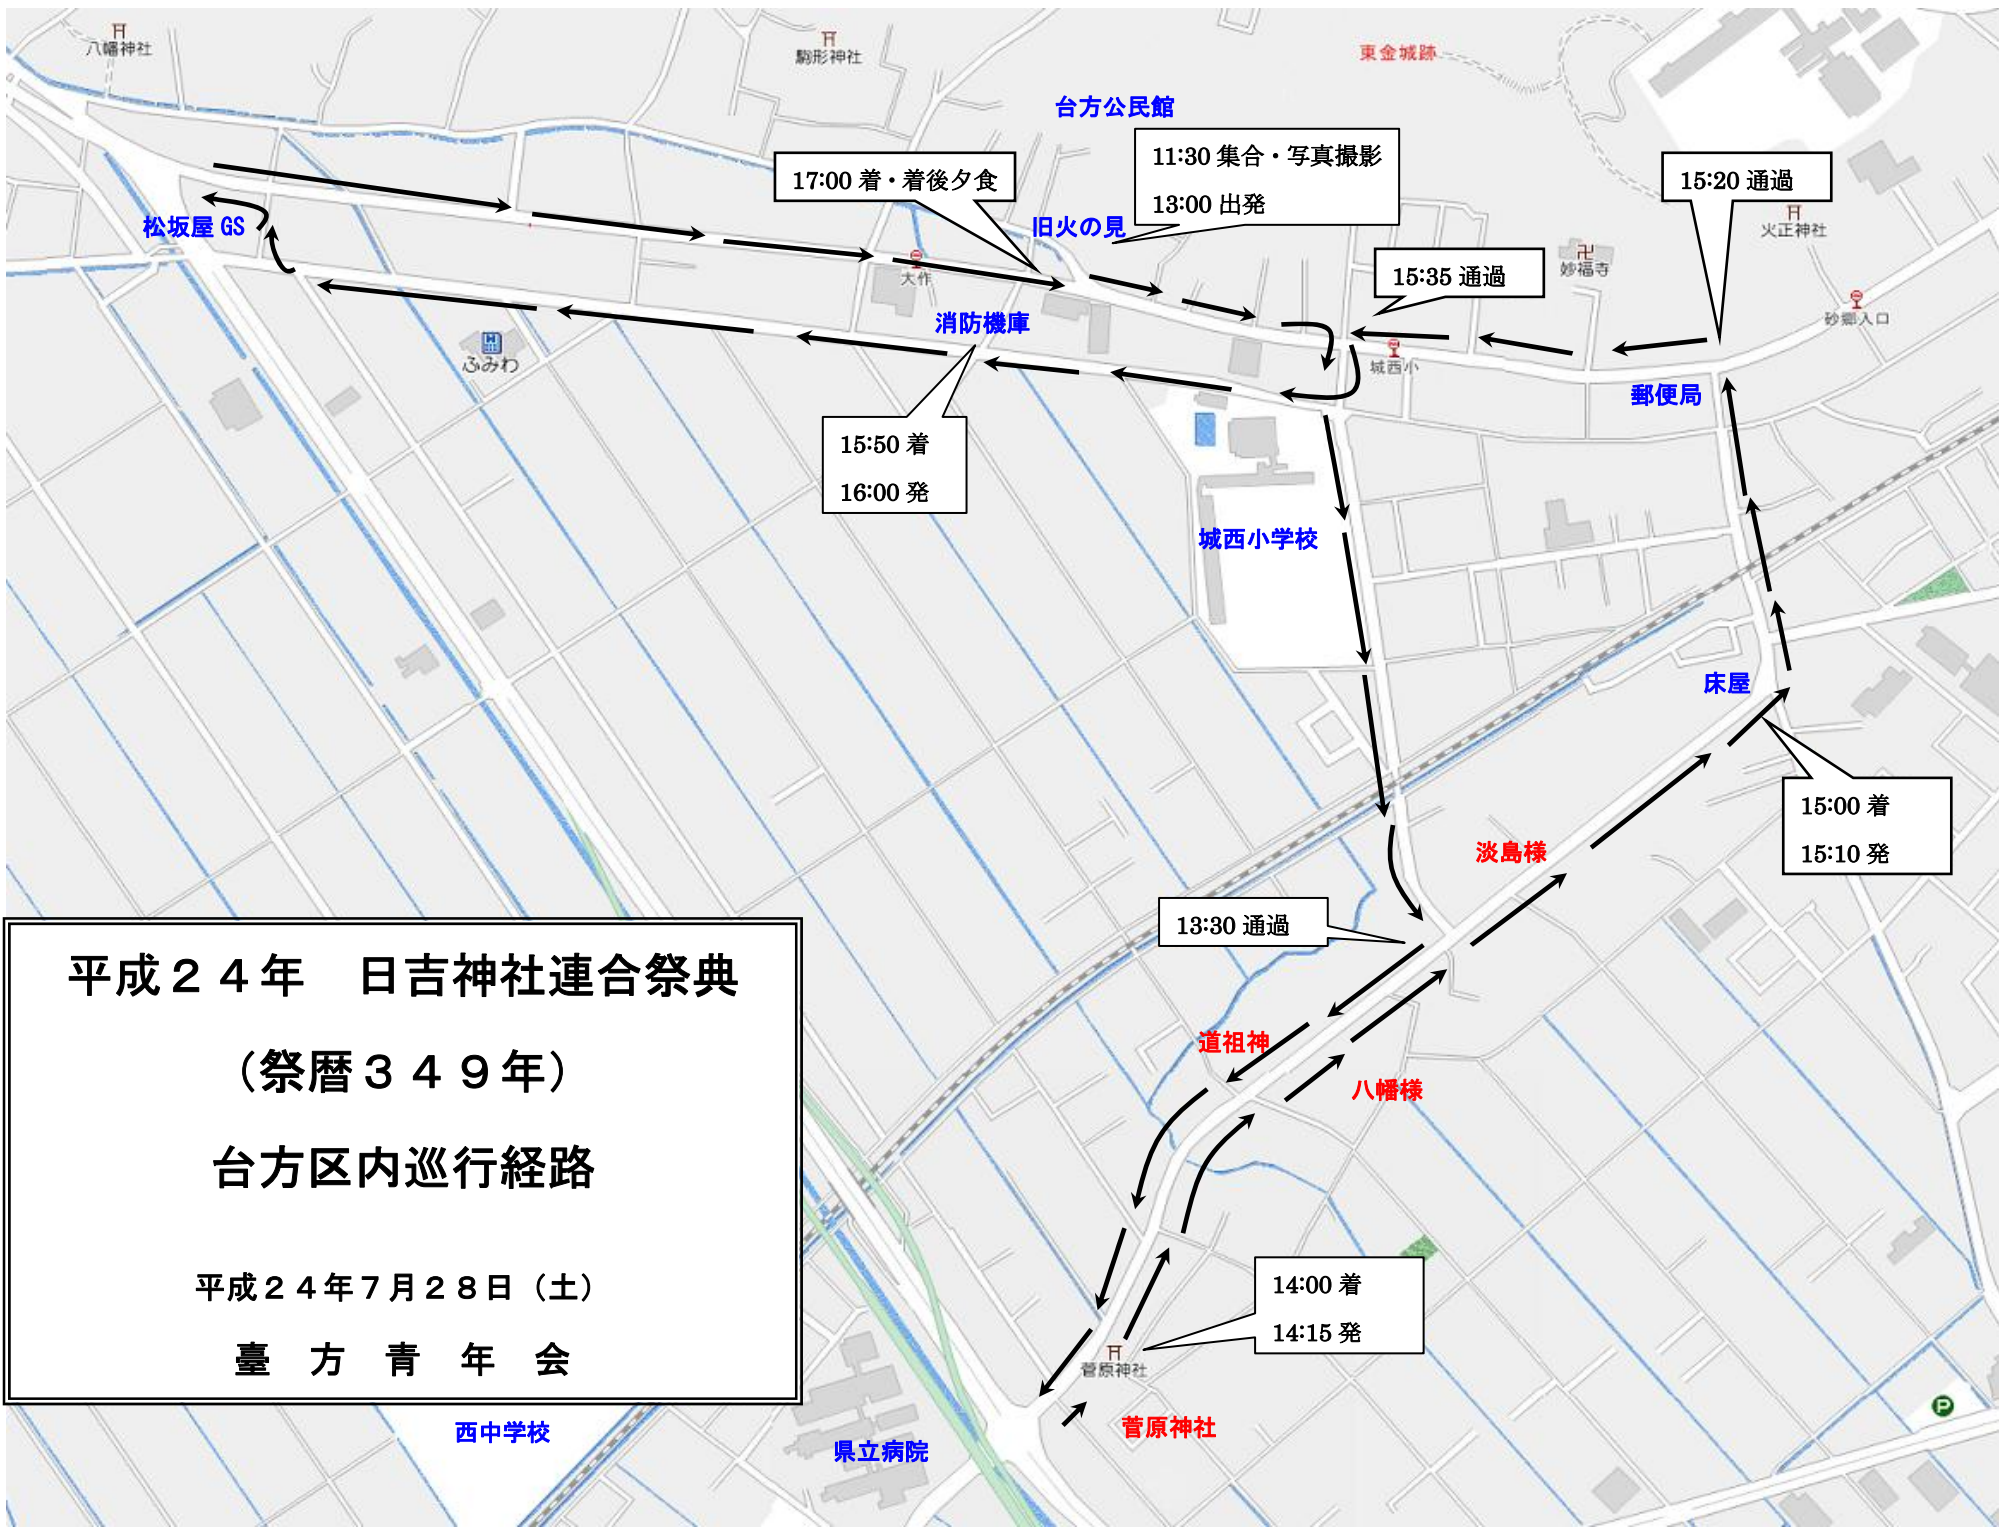 八幡神社
駒形神社
東金城跡
台方公民館
11:30 集合・写真撮影
13:00 出発
17:00 着・着後夕食
15:20 通過
松坂屋 GS
旧火の見
火正神社
妙福寺
大作
15:35 通過
砂郷入口
消防機庫
ふみわ
城西小
郵便局
15:50 着
16:00 発
城西小学校
床屋
15:00 着
15:10 発
淡島様
13:30 通過
道祖神
八幡様
平成２４年　日吉神社連合祭典
（祭暦３４９年）
台方区内巡行経路
平成２４年７月２８日（土）
臺 方 青 年 会
14:00 着
14:15 発
菅原神社
菅原神社
西中学校
県立病院
P